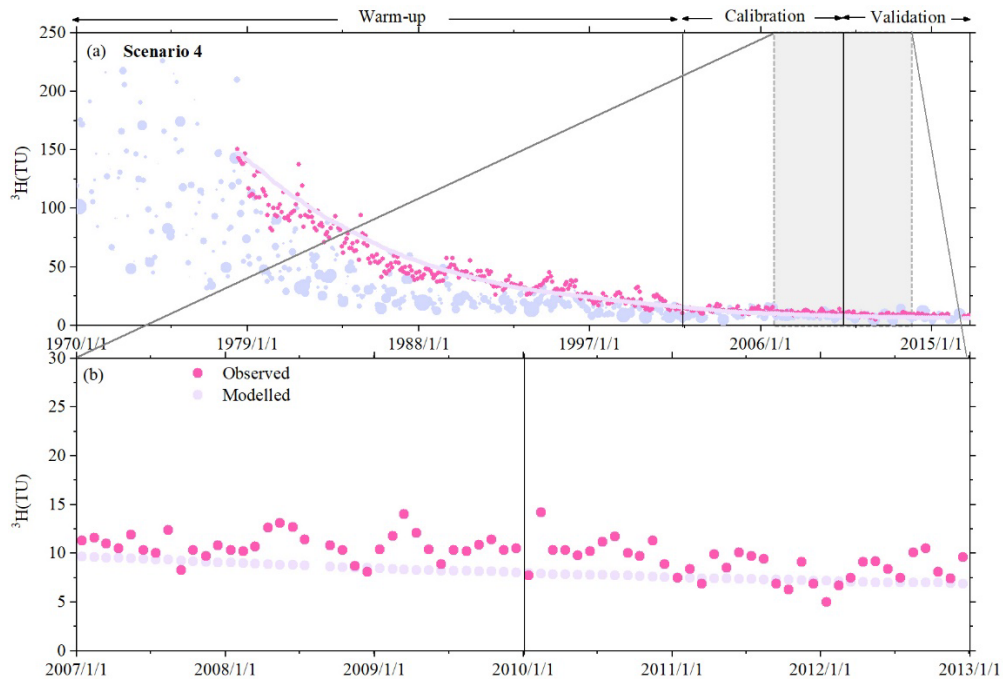 Warm-up Calibration Validation
(a) Scenario 4
250
200
150
100
50
0
³H(TU)
1970/1/1 1979/1/1 1988/1/1 1997/1/1 2006/1/1 2015/1/1
(b)
Observed
Modelled
30
25
20
15
10
5
0
³H(TU)
2007/1/1 2008/1/1 2009/1/1 2010/1/1 2011/1/1 2012/1/1 2013/1/1